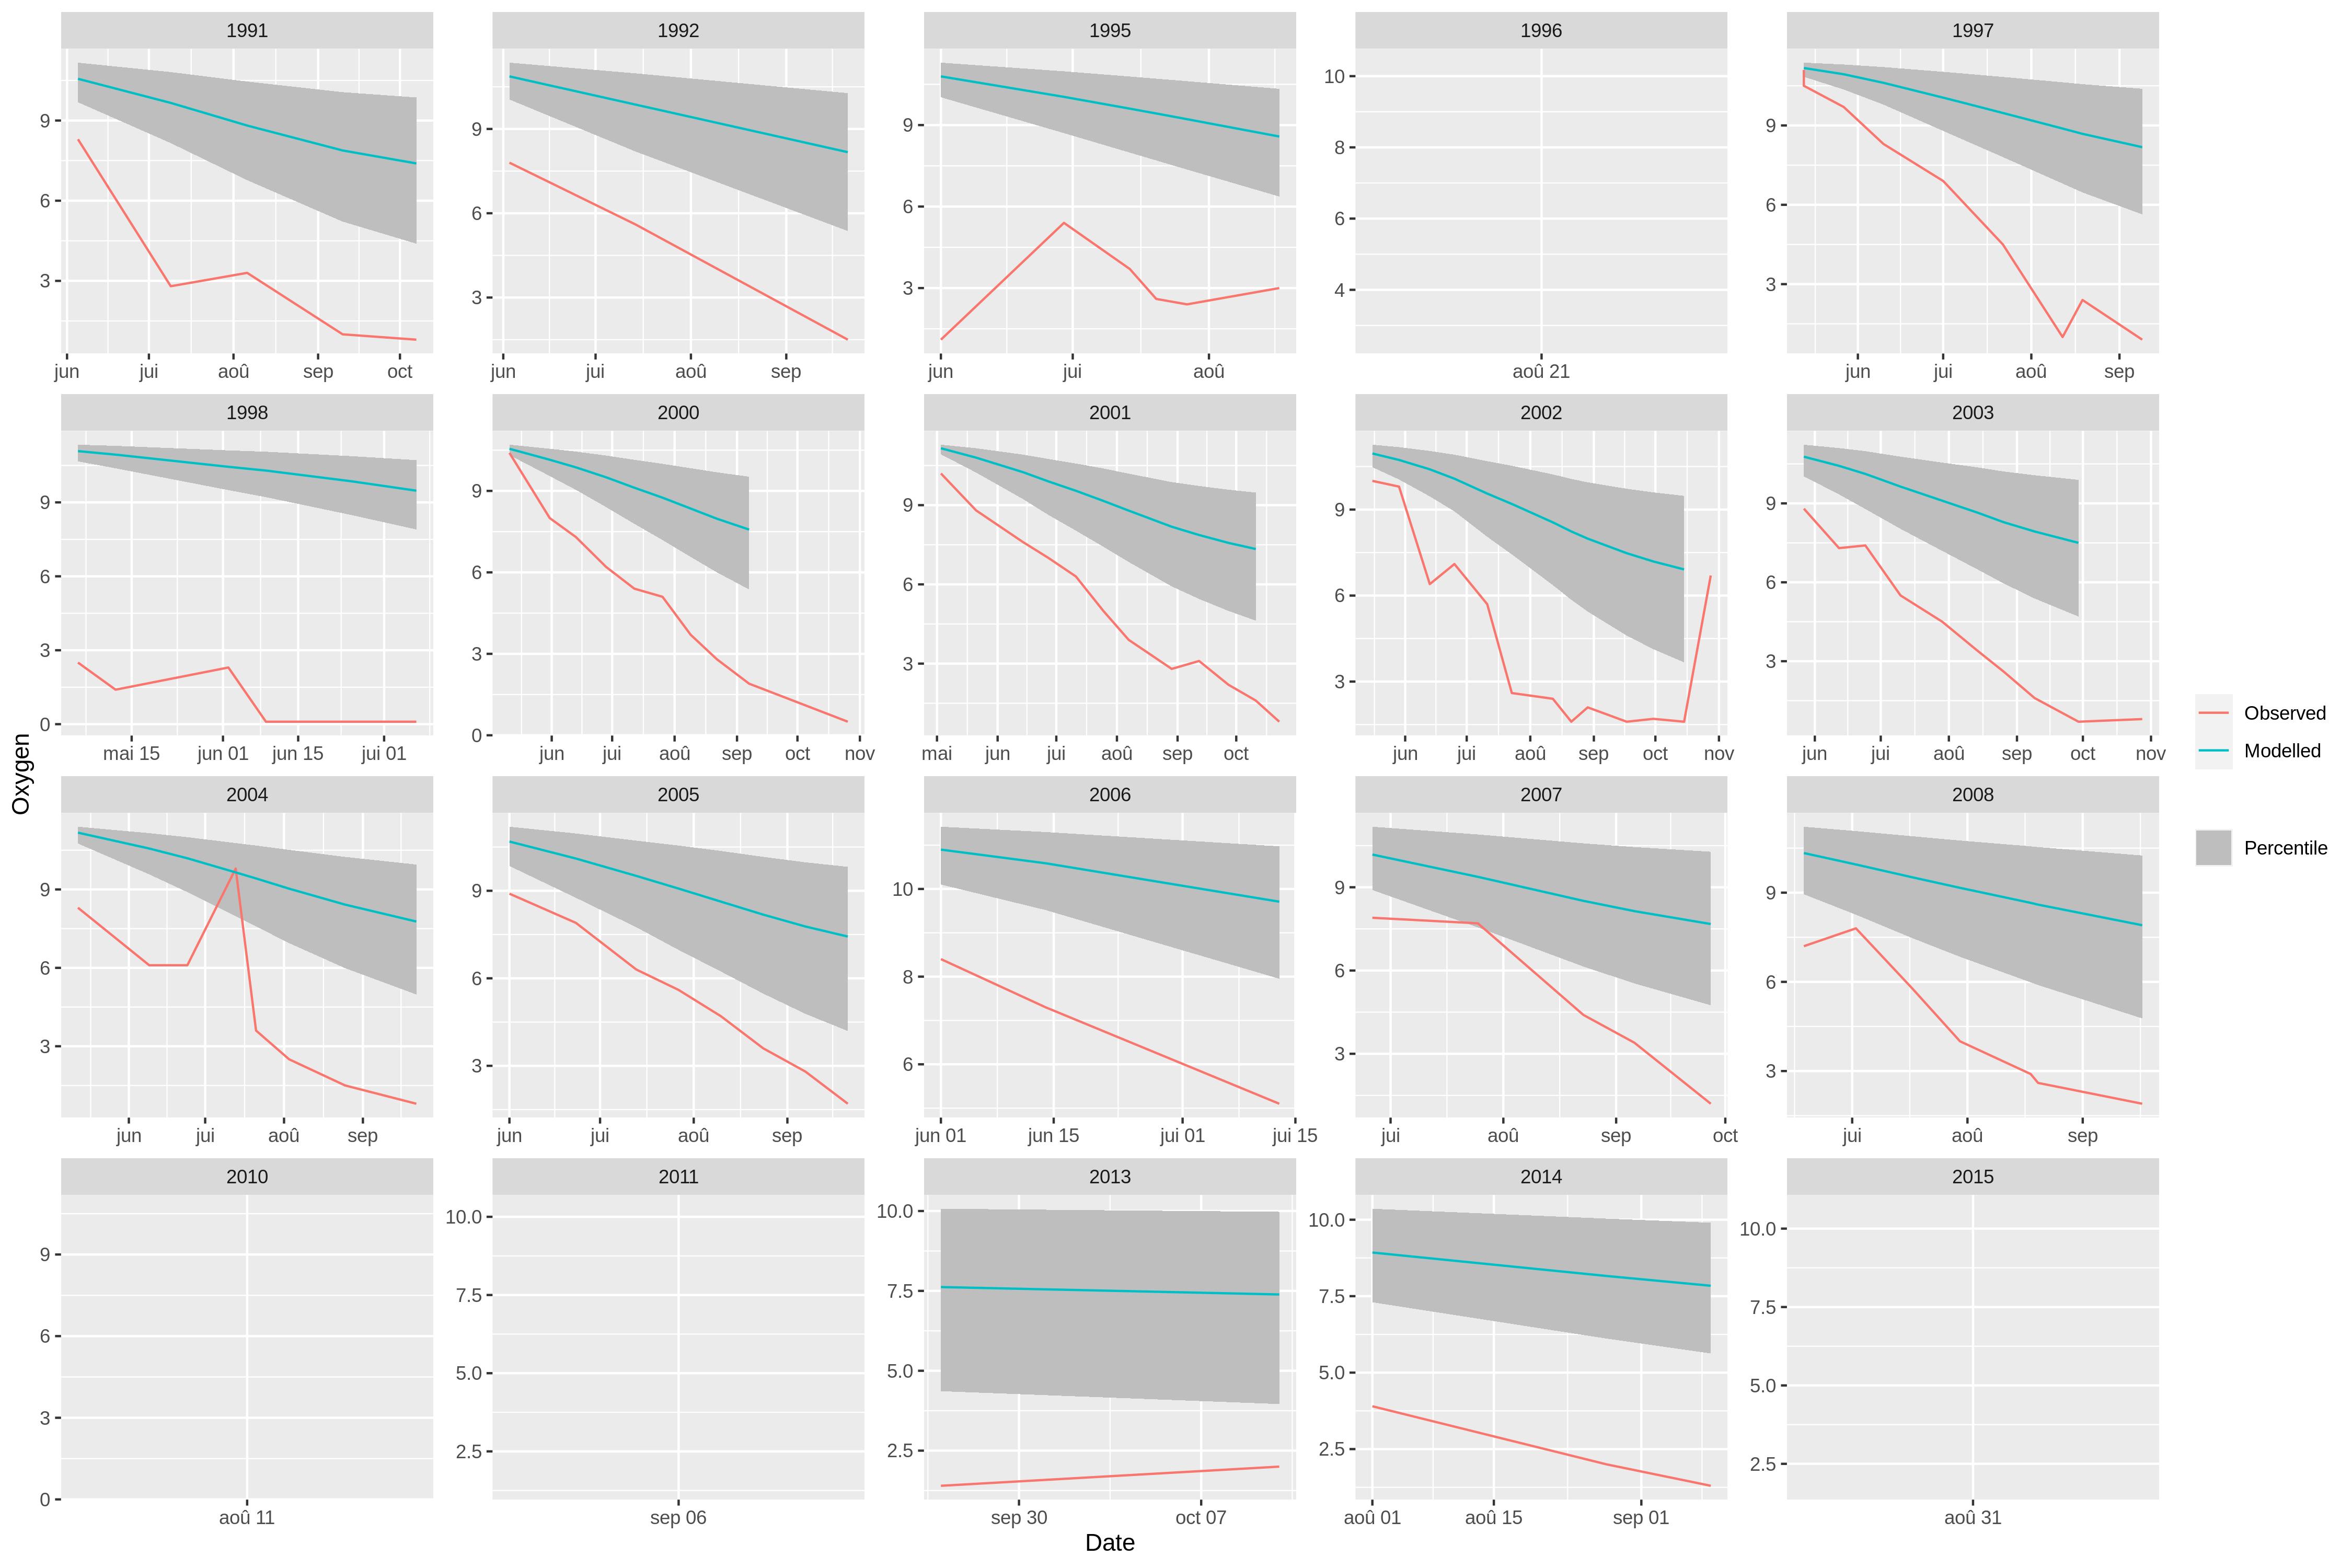 1991 1992 1995 1996 1997
9
6
3
jun jui aoû sep oct
9
6
3
jun jui aoû sep
9
6
3
jun jui aoû
10
8
6
4
aoû 21
9
6
3
jun jui aoû sep
1998 2000 2001 2002 2003
9
6
3
0
mai 15 jun 01 jun 15 jui 01
9
6
3
0
jun jui aoû sep oct nov
9
6
3
mai jun jui aoû sep oct
9
6
3
jun jui aoû sep oct nov
9
6
3
jun jui aoû sep oct nov
Oxygen
Observed
Modelled
Percentile
2004 2005 2006 2007 2008
9
6
3
jun jui aoû sep
9
6
3
jun jui aoû sep
10
8
6
jun 01 jun 15 jui 01 jui 15
9
6
3
jui aoû sep oct
9
6
3
jui aoû sep
2010 2011 2013 2014 2015
9
6
3
0
aoû 11
10.0
7.5
5.0
2.5
sep 06
10.0
7.5
5.0
2.5
sep 30 oct 07
10.0
7.5
5.0
2.5
aoû 01 aoû 15 sep 01
10.0
7.5
5.0
2.5
aoû 31
Date